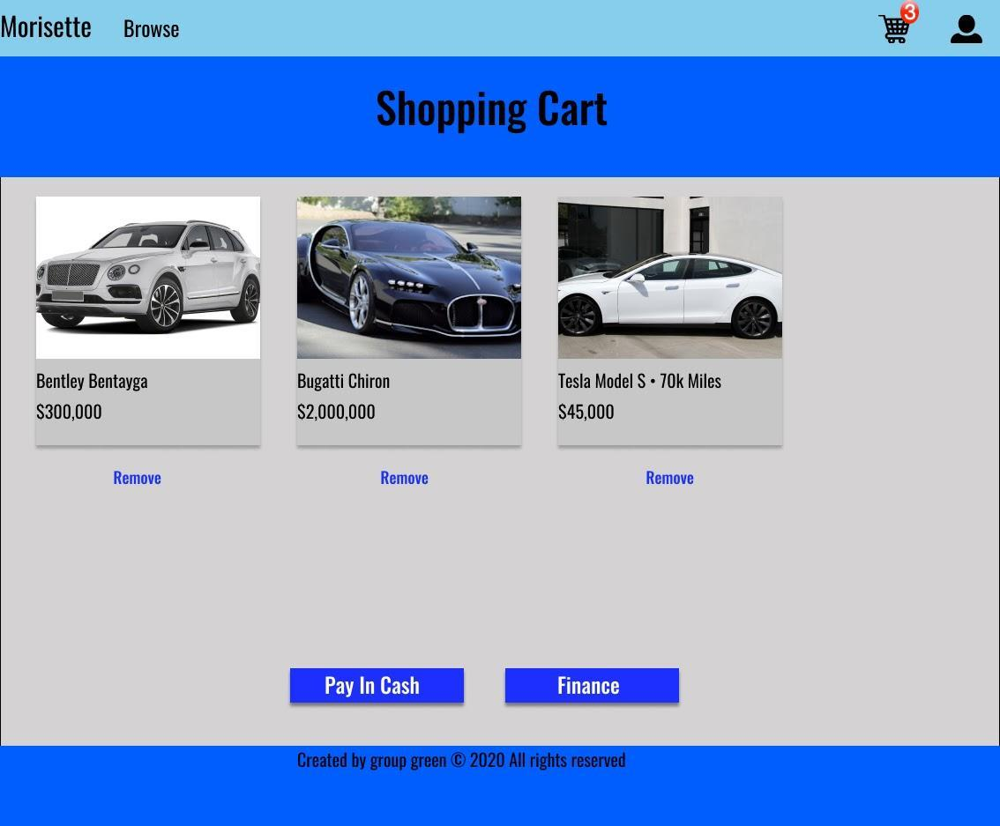 Morisette Browse 3
Shopping Cart
Bentley Bentayga
$300,000
Remove
Bugatti Chiron
$2,000,000
Remove
Tesla Model S • 70k Miles
$45,000
Remove
Pay In Cash
Finance
Created by group green © 2020 All rights reserved